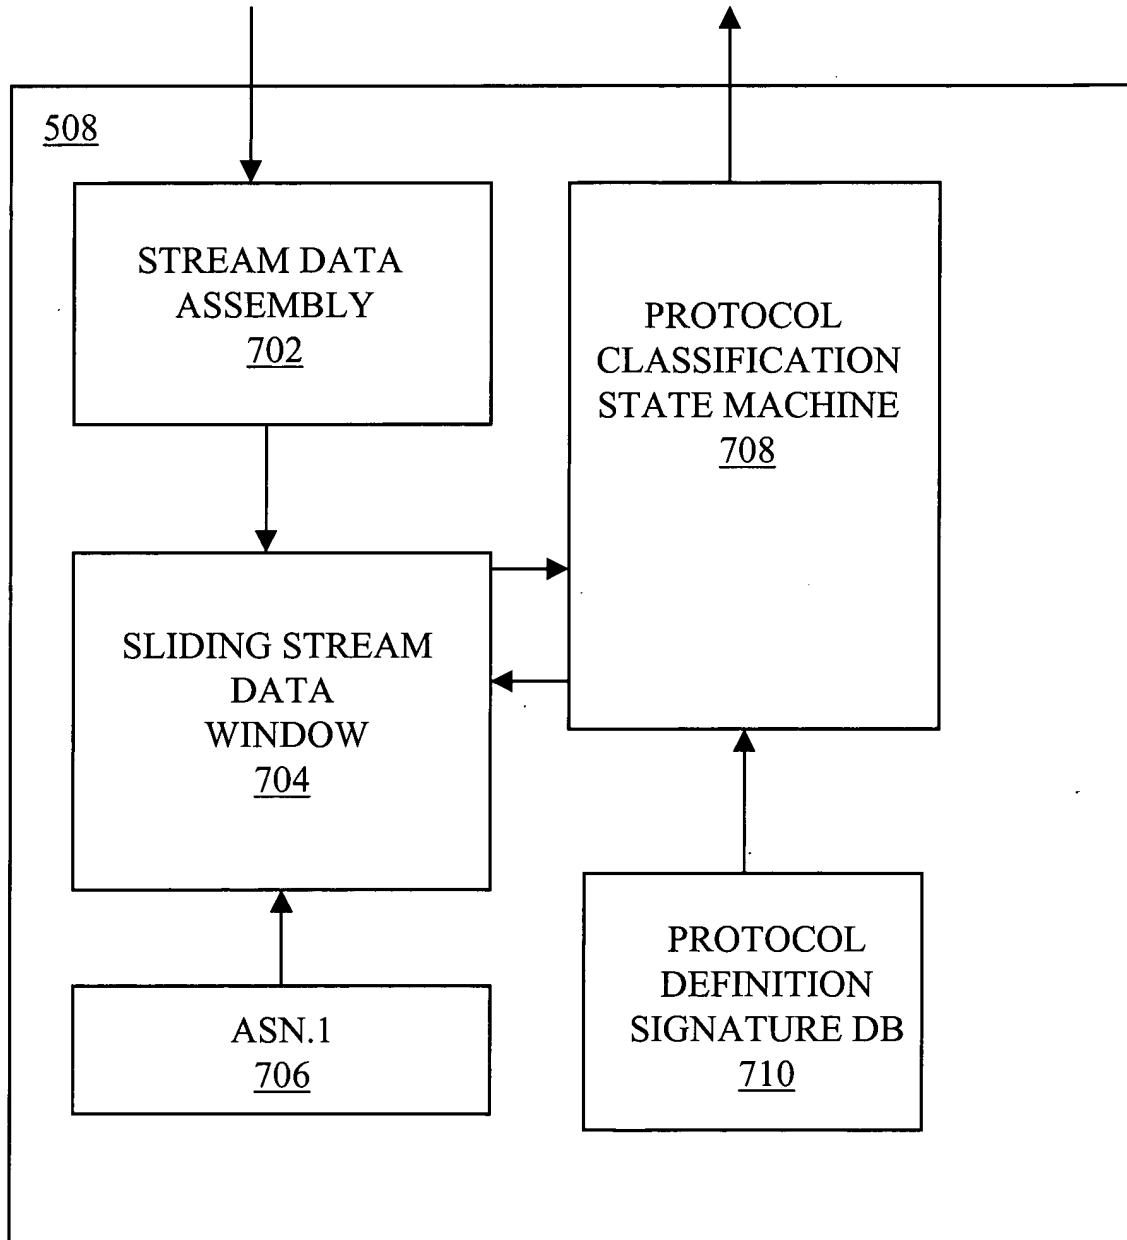 508
STREAM DATA
ASSEMBLY
702
PROTOCOL
CLASSIFICATION
STATE MACHINE
708
SLIDING STREAM
DATA
WINDOW
704
ASN.1
706
PROTOCOL
DEFINITION
SIGNATURE DB
710